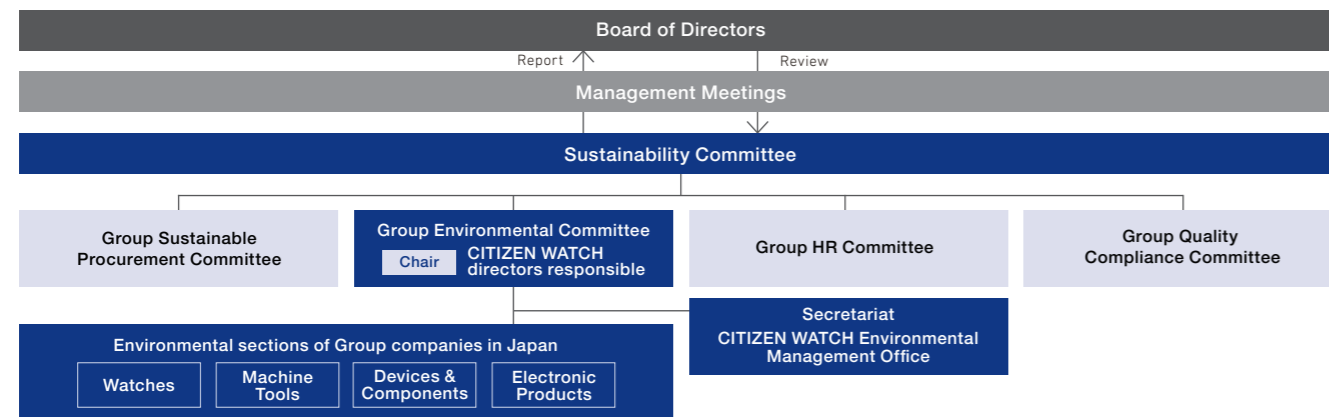 Board of Directors
Report
Review
Management Meetings
Sustainability Committee
Group Sustainable
Procurement Committee
Group Environmental Committee
Chair
CITIZEN WATCH
directors responsible
Group HR Committee
Group Quality
Compliance Committee
Secretariat
CITIZEN WATCH Environmental
Management Office
Environmental sections of Group companies in Japan
Watches
Machine
Tools
Devices &
Components
Electronic
Products